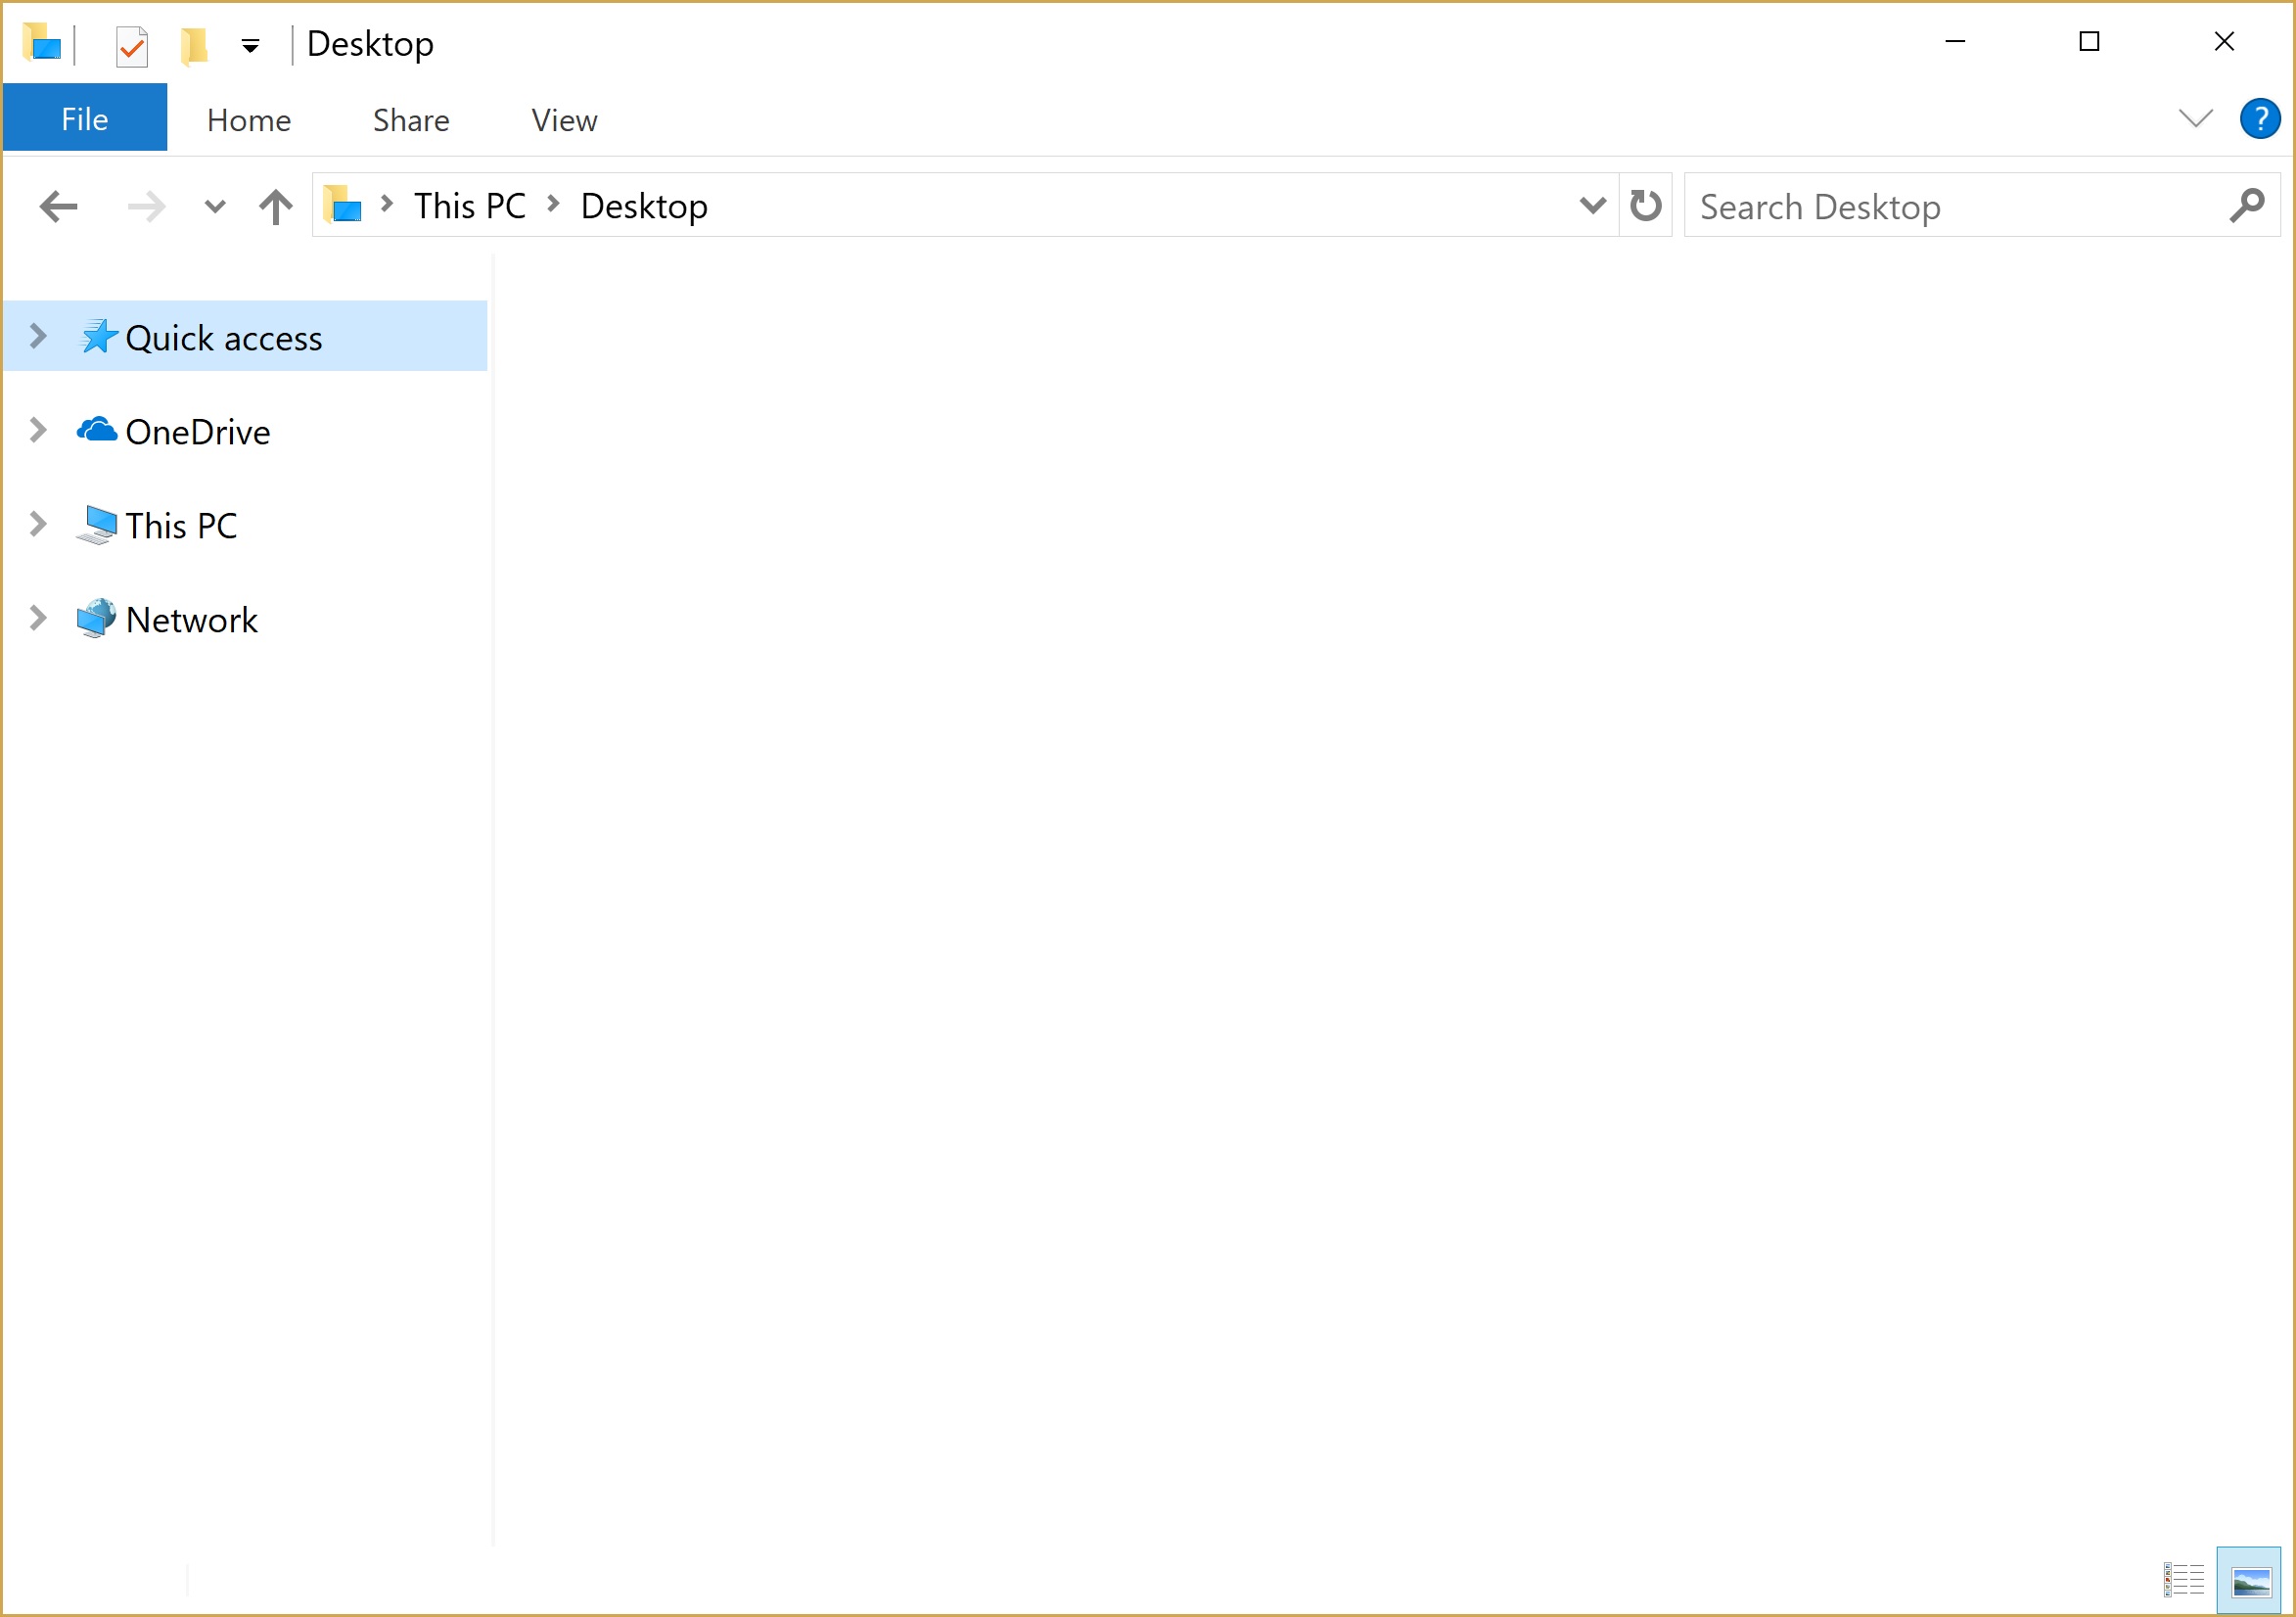 Desktop
File Home Share View ?
This PC Desktop Search Desktop
Quick access
OneDrive
This PC
Network